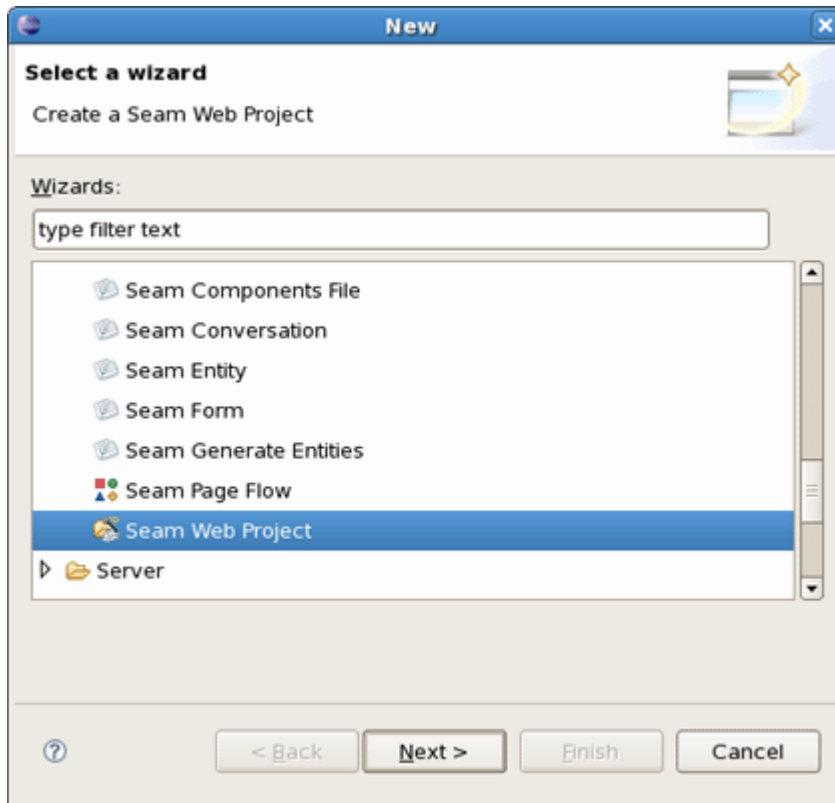 New
Select a wizard
Create a Seam Web Project
Wizards:
type filter text
Seam Components File
Seam Conversation
Seam Entity
Seam Form
Seam Generate Entities
Seam Page Flow
Seam Web Project
Server
< Back Next > Finish Cancel